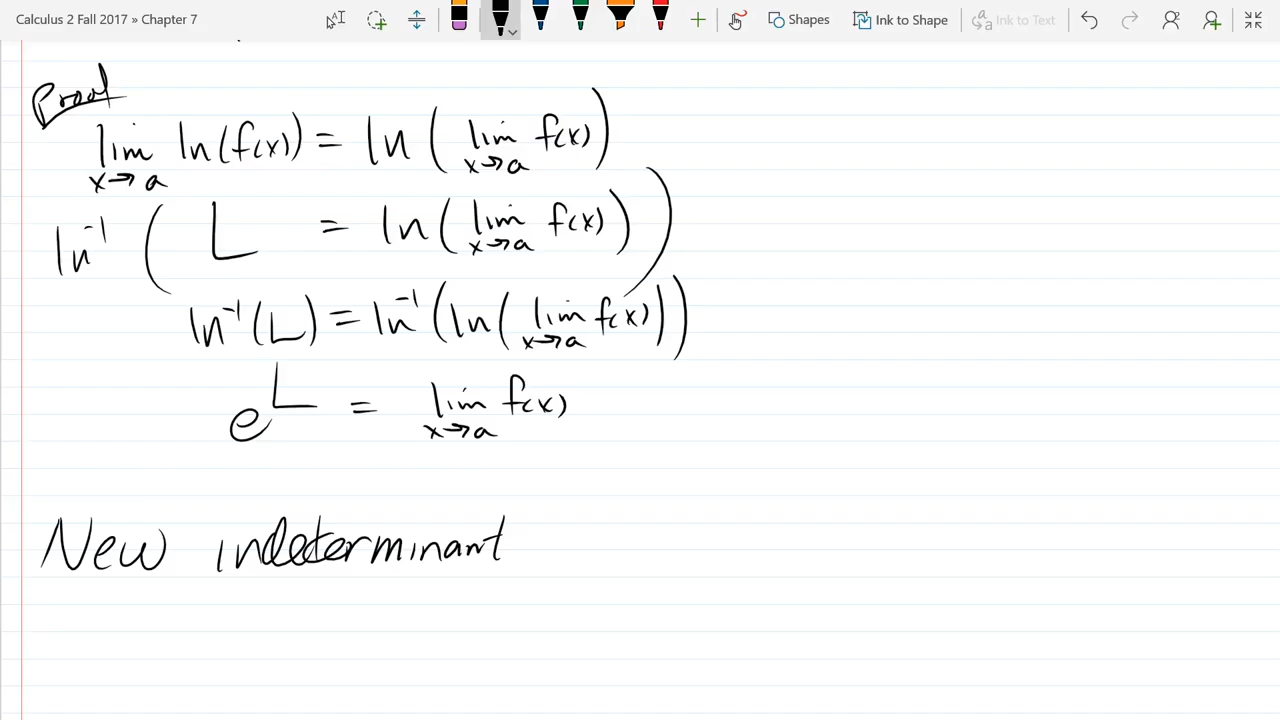 Calculus 2 Fall 2017 » Chapter 7
Shapes
Ink to Shape
Ink to Text
Proof
lim x→a ln(f(x)) = ln(lim x→a f(x))
ln⁻¹( L = ln(lim x→a f(x)))
ln⁻¹(L) = ln⁻¹(ln(lim x→a f(x)))
e^L = lim x→a f(x)
New indeterminant